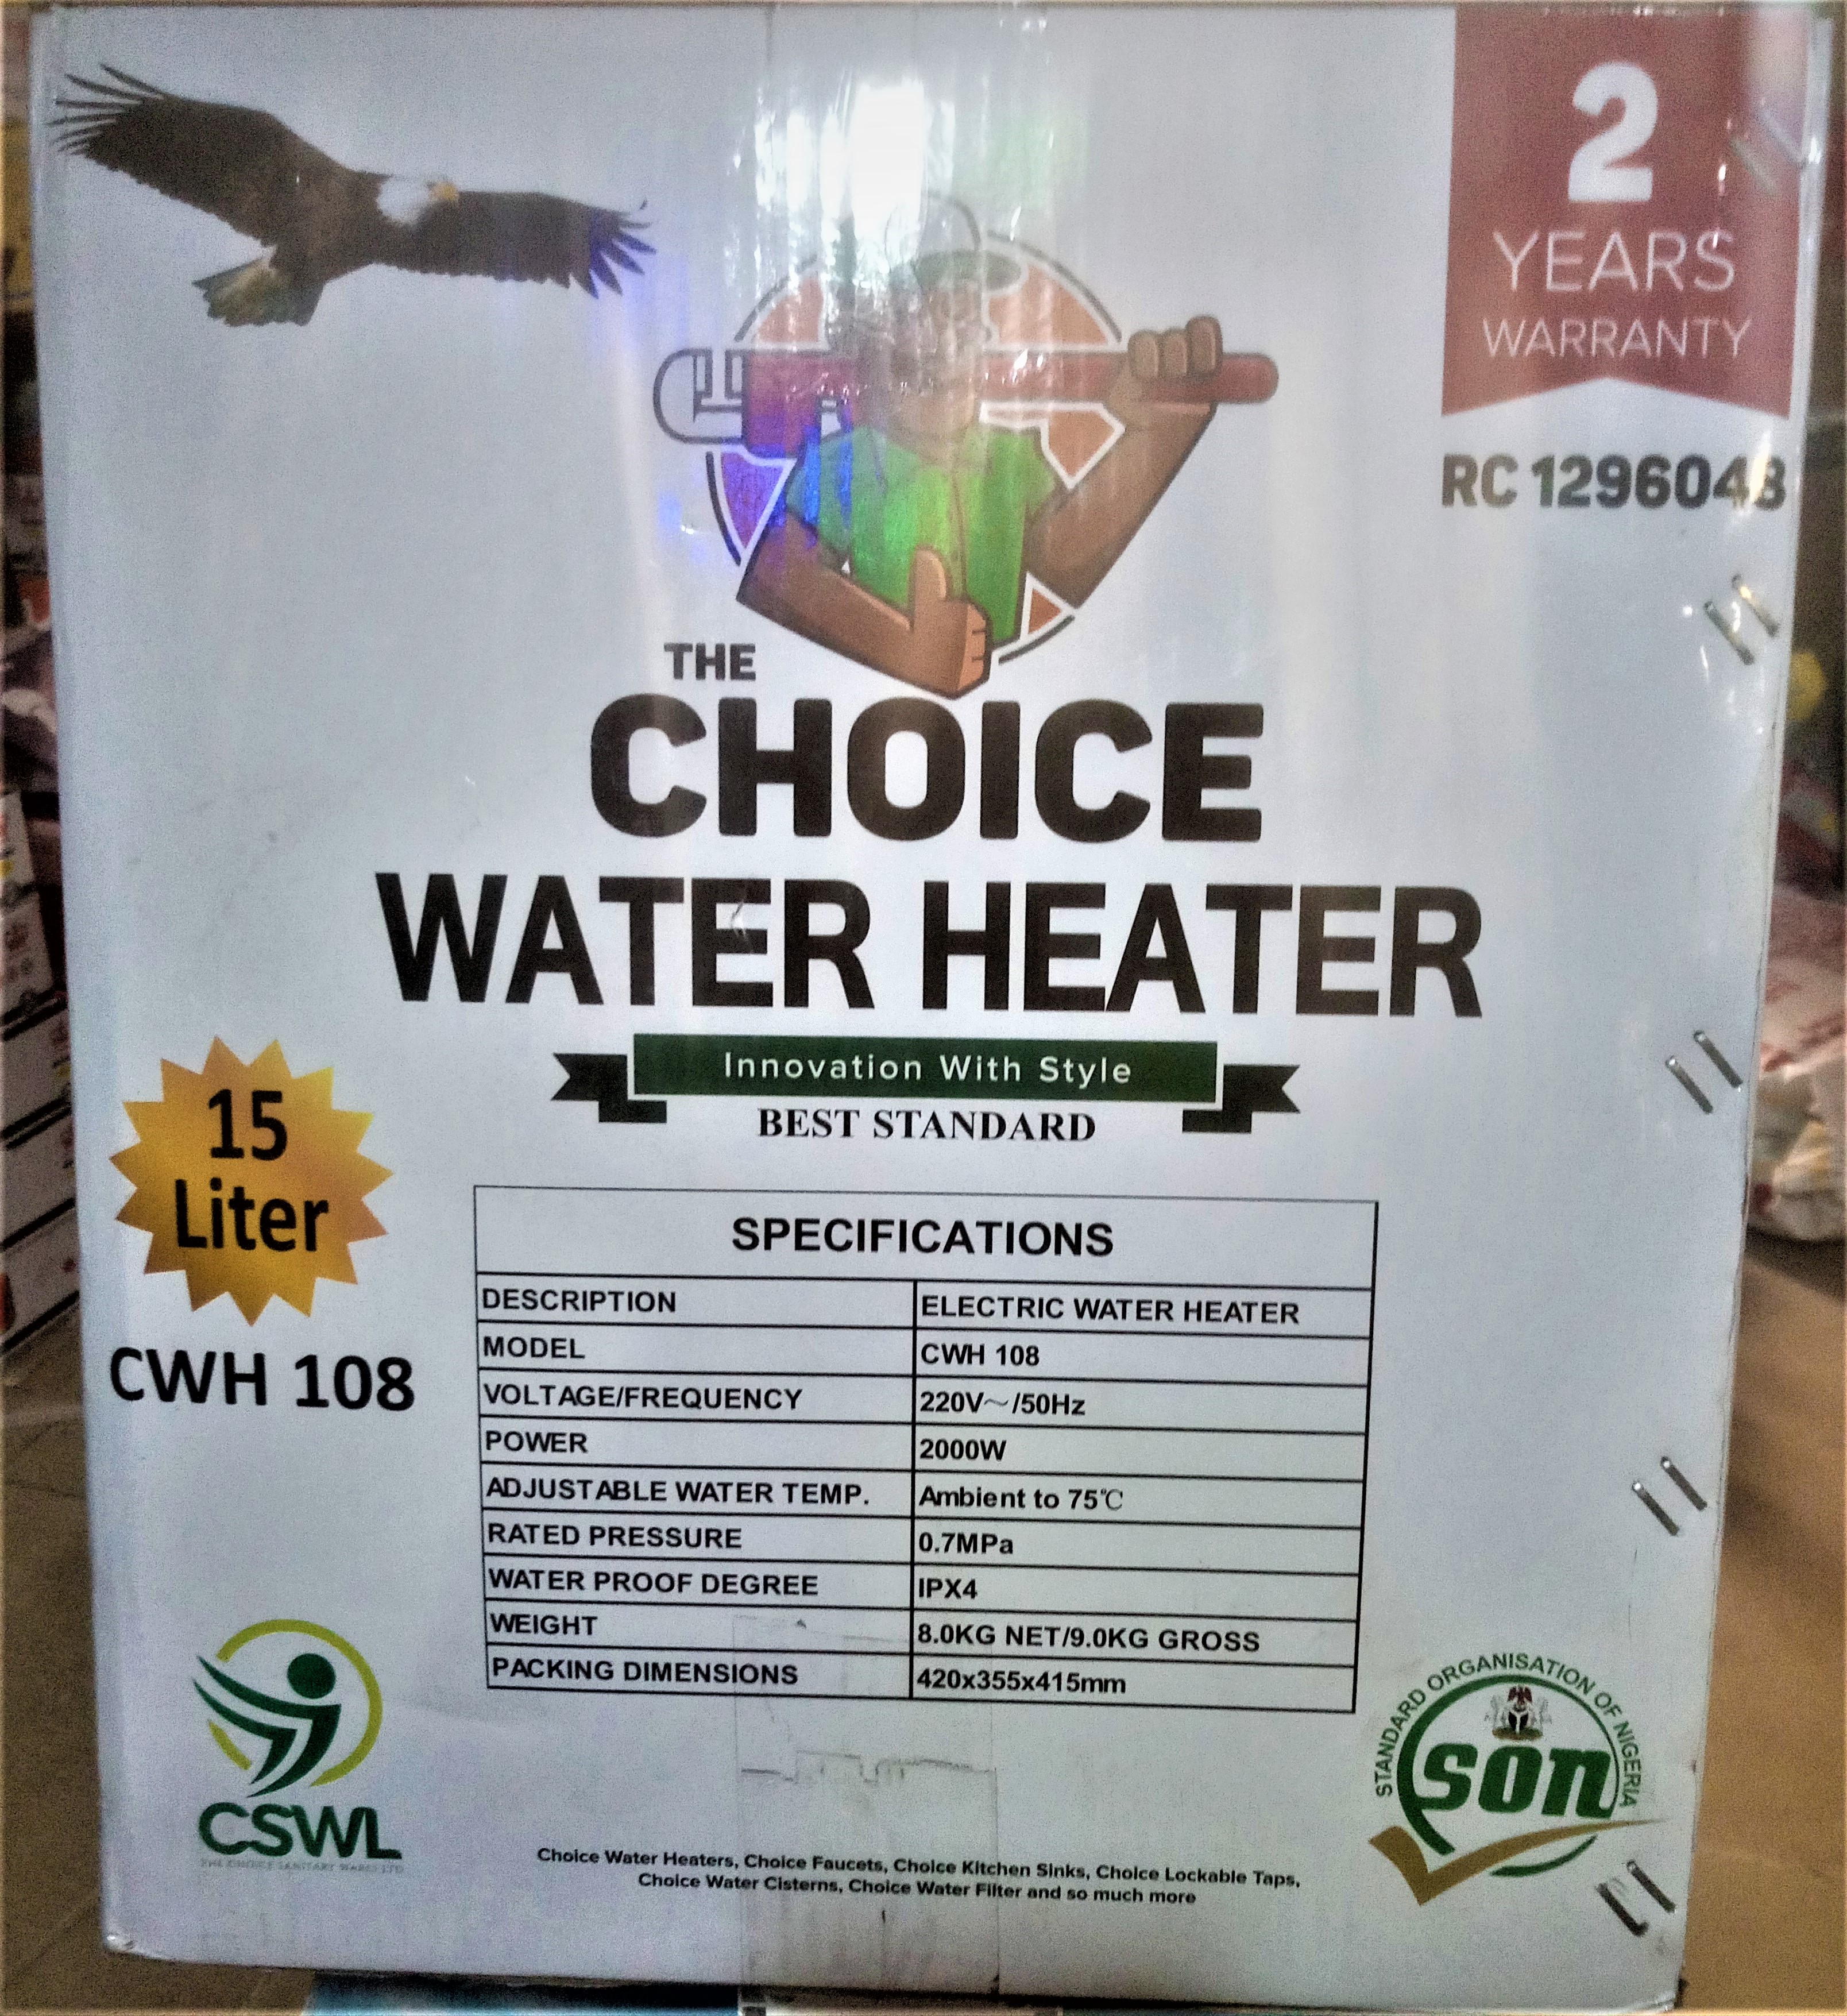 2
YEARS
WARRANTY
RC 1296048
THE
CHOICE
WATER HEATER
Innovation With Style
BEST STANDARD
15
Liter
CWH 108
SPECIFICATIONS
DESCRIPTION ELECTRIC WATER HEATER
MODEL CWH 108
VOLTAGE/FREQUENCY 220V~/50Hz
POWER 2000W
ADJUSTABLE WATER TEMP. Ambient to 75℃
RATED PRESSURE 0.7MPa
WATER PROOF DEGREE IPX4
WEIGHT 8.0KG NET/9.0KG GROSS
PACKING DIMENSIONS 420x355x415mm
CSWL
THE CHOICE SANITARY WARES LTD
STANDARD ORGANISATION OF NIGERIA
SON
Choice Water Heaters, Choice Faucets, Choice Kitchen Sinks, Choice Lockable Taps,
Choice Water Cisterns, Choice Water Filter and so much more